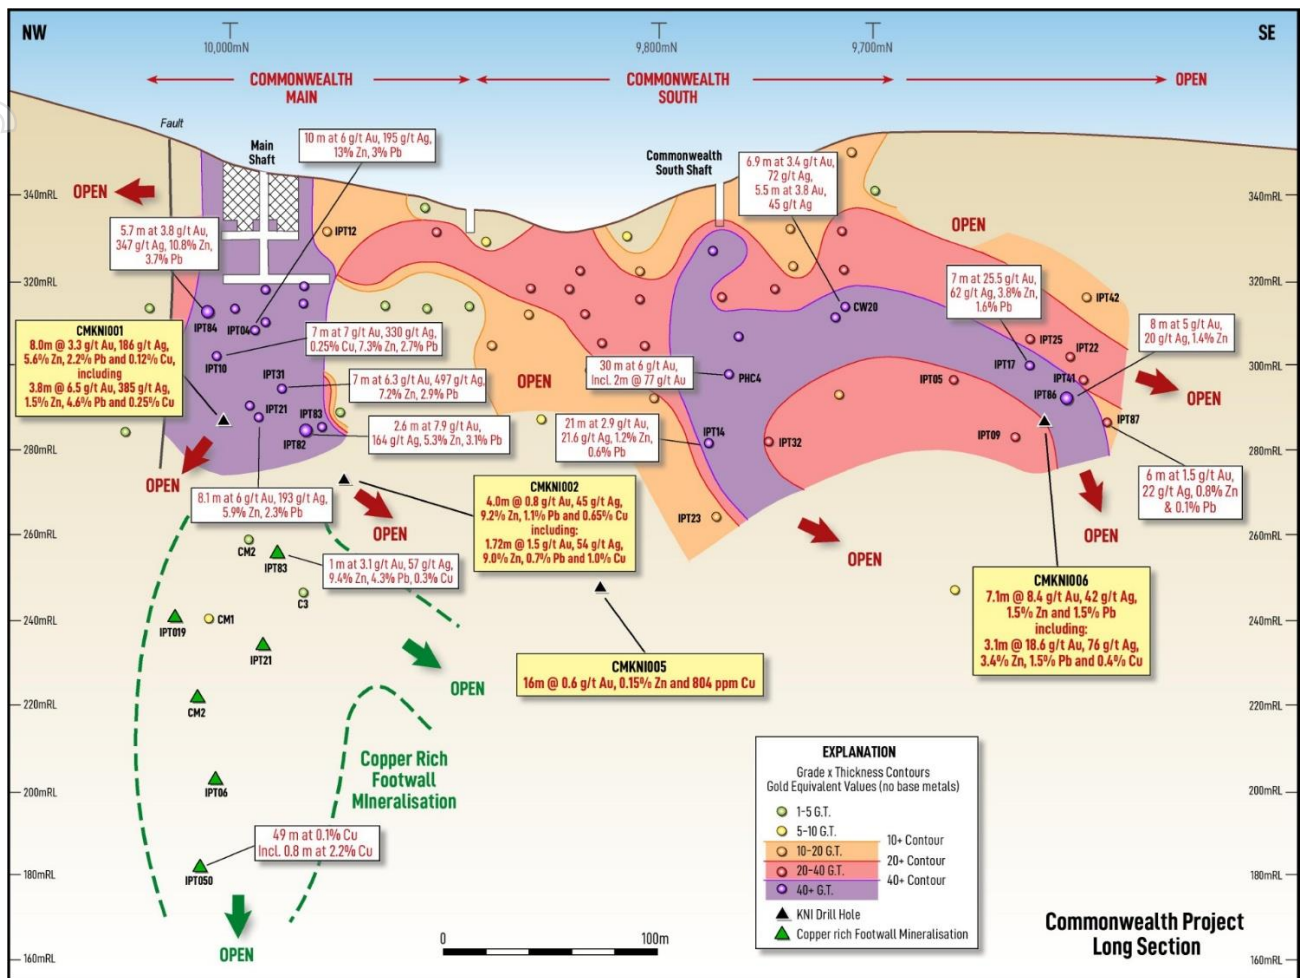 NW
SE
10,000mN
9,800mN
9,700mN
COMMONWEALTH
MAIN
COMMONWEALTH
SOUTH
OPEN
Fault
Main
Shaft
10 m at 6 g/t Au, 195 g/t Ag,
13% Zn, 3% Pb
Commonwealth
South Shaft
6.9 m at 3.4 g/t Au,
72 g/t Ag,
5.5 m at 3.8 Au,
45 g/t Ag
340mRL
OPEN
340mRL
5.7 m at 3.8 g/t Au,
347 g/t Ag, 10.8% Zn,
3.7% Pb
IPT12
OPEN
7 m at 25.5 g/t Au,
62 g/t Ag, 3.8% Zn,
1.6% Pb
320mRL
320mRL
IPT42
IPT84
IPT04
CW20
CMKNI001
8.0m @ 3.3 g/t Au, 186 g/t Ag,
5.6% Zn, 2.2% Pb and 0.12% Cu,
including
3.8m @ 6.5 g/t Au, 385 g/t Ag,
1.5% Zn, 4.6% Pb and 0.25% Cu
7 m at 7 g/t Au, 330 g/t Ag,
0.25% Cu, 7.3% Zn, 2.7% Pb
8 m at 5 g/t Au,
20 g/t Ag, 1.4% Zn
IPT25
IPT22
IPT10
IPT17
300mRL
30 m at 6 g/t Au,
Incl. 2m @ 77 g/t Au
PHC4
IPT31
7 m at 6.3 g/t Au, 497 g/t Ag,
7.2% Zn, 2.9% Pb
OPEN
IPT05
IPT41
IPT86
OPEN
IPT21
IPT83
IPT82
2.6 m at 7.9 g/t Au,
164 g/t Ag, 5.3% Zn, 3.1% Pb
21 m at 2.9 g/t Au,
21.6 g/t Ag, 1.2% Zn,
0.6% Pb
IPT14
IPT32
IPT09
IPT87
280mRL
280mRL
OPEN
8.1 m at 6 g/t Au, 193 g/t Ag,
5.9% Zn, 2.3% Pb
OPEN
CMKNI002
4.0m @ 0.8 g/t Au, 45 g/t Ag,
9.2% Zn, 1.1% Pb and 0.65% Cu
including:
1.72m @ 1.5 g/t Au, 54 g/t Ag,
9.0% Zn, 0.7% Pb and 1.0% Cu
IPT23
OPEN
OPEN
6 m at 1.5 g/t Au,
22 g/t Ag, 0.8% Zn
& 0.1% Pb
260mRL
260mRL
CM2
IPT83
1 m at 3.1 g/t Au, 57 g/t Ag,
9.4% Zn, 4.3% Pb, 0.3% Cu
C3
CMKNI006
7.1m @ 8.4 g/t Au, 42 g/t Ag,
1.5% Zn and 1.5% Pb
including:
3.1m @ 18.6 g/t Au, 76 g/t Ag,
3.4% Zn, 1.5% Pb and 0.4% Cu
240mRL
240mRL
IPT019
CM1
IPT21
OPEN
CMKNI005
16m @ 0.6 g/t Au, 0.15% Zn and 804 ppm Cu
220mRL
220mRL
CM2
Copper Rich
Footwall
MIneralisation
200mRL
200mRL
IPT06
49 m at 0.1% Cu
Incl. 0.8 m at 2.2% Cu
180mRL
180mRL
IPT050
OPEN
160mRL
160mRL
0
100m
EXPLANATION
Grade x Thickness Contours
Gold Equivalent Values (no base metals)
1-5 G.T.
5-10 G.T.
10+ Contour
10-20 G.T.
20+ Contour
20-40 G.T.
40+ Contour
40+ G.T.
KNI Drill Hole
Copper rich Footwall Mineralisation
Commonwealth Project
Long Section